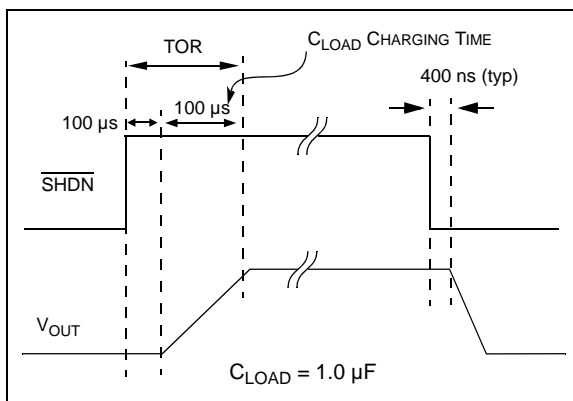 TOR
C_LOAD CHARGING TIME
400 ns (typ)
100 µs
100 µs
SHDN
V_OUT
C_LOAD = 1.0 µF